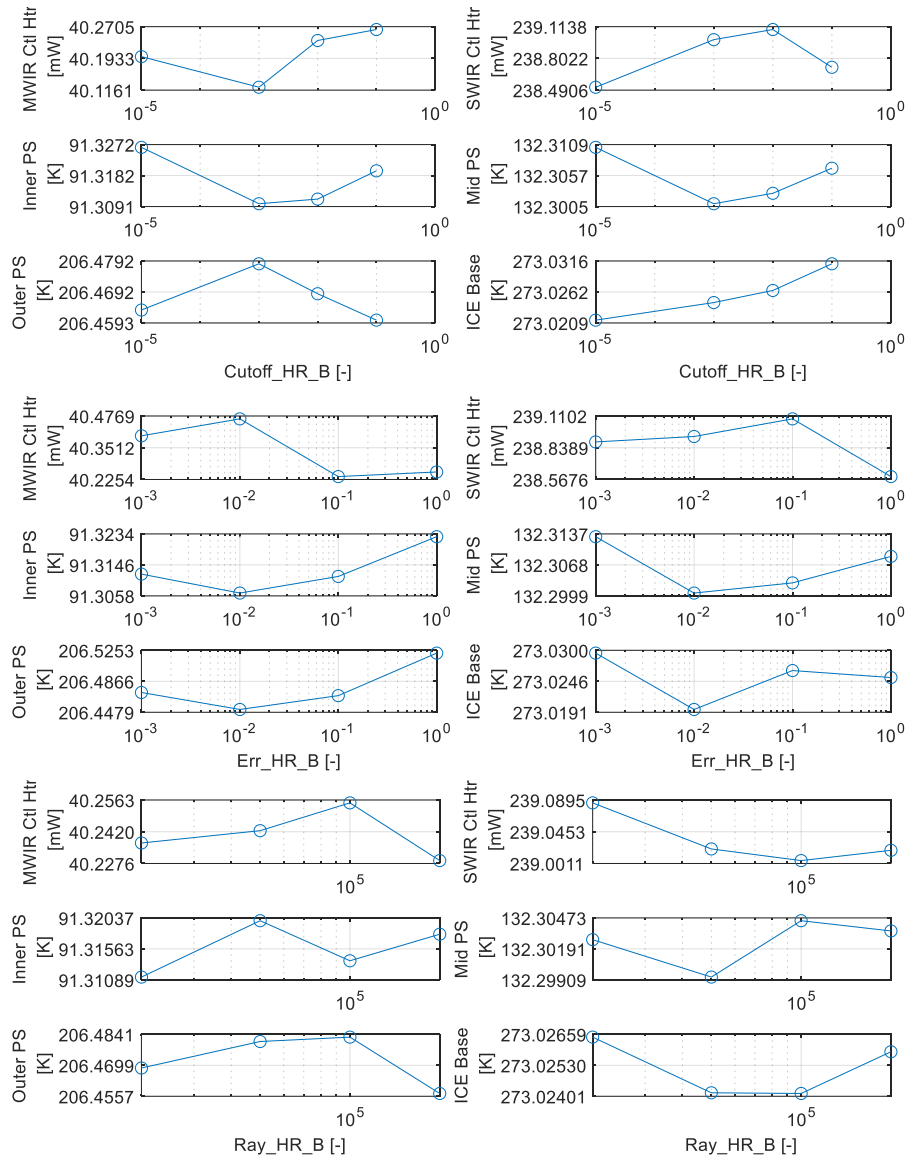 MWIR Ctl Htr
[mW]
40.2705
40.1933
40.1161
10^-5
10^0
SWIR Ctl Htr
[mW]
239.1138
238.8022
238.4906
10^-5
10^0
Inner PS
[K]
91.3272
91.3182
91.3091
10^-5
10^0
Mid PS
[K]
132.3109
132.3057
132.3005
10^-5
10^0
Outer PS
[K]
206.4792
206.4692
206.4593
10^-5
10^0
Cutoff_HR_B [-]
ICE Base
[K]
273.0316
273.0262
273.0209
10^-5
10^0
Cutoff_HR_B [-]
MWIR Ctl Htr
[mW]
40.4769
40.3512
40.2254
10^-3
10^-2
10^-1
10^0
SWIR Ctl Htr
[mW]
239.1102
238.8389
238.5676
10^-3
10^-2
10^-1
10^0
Inner PS
[K]
91.3234
91.3146
91.3058
10^-3
10^-2
10^-1
10^0
Mid PS
[K]
132.3137
132.3068
132.2999
10^-3
10^-2
10^-1
10^0
Outer PS
[K]
206.5253
206.4866
206.4479
10^-3
10^-2
10^-1
10^0
Err_HR_B [-]
ICE Base
[K]
273.0300
273.0246
273.0191
10^-3
10^-2
10^-1
10^0
Err_HR_B [-]
MWIR Ctl Htr
[mW]
40.2563
40.2420
40.2276
10^5
SWIR Ctl Htr
[mW]
239.0895
239.0453
239.0011
10^5
Inner PS
[K]
91.32037
91.31563
91.31089
10^5
Mid PS
[K]
132.30473
132.30191
132.29909
10^5
Outer PS
[K]
206.4841
206.4699
206.4557
10^5
Ray_HR_B [-]
ICE Base
[K]
273.02659
273.02530
273.02401
10^5
Ray_HR_B [-]